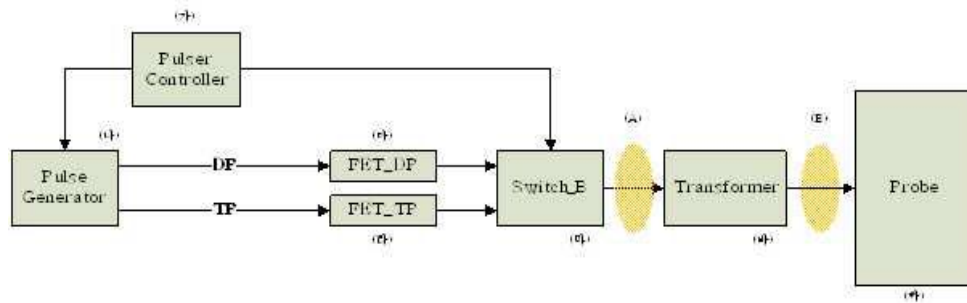 Pulser
Controller
(A)
(B)
Pulse
Generator
DP
TP
FET_DP
FET_TP
Switch_B
Transformer
Probe